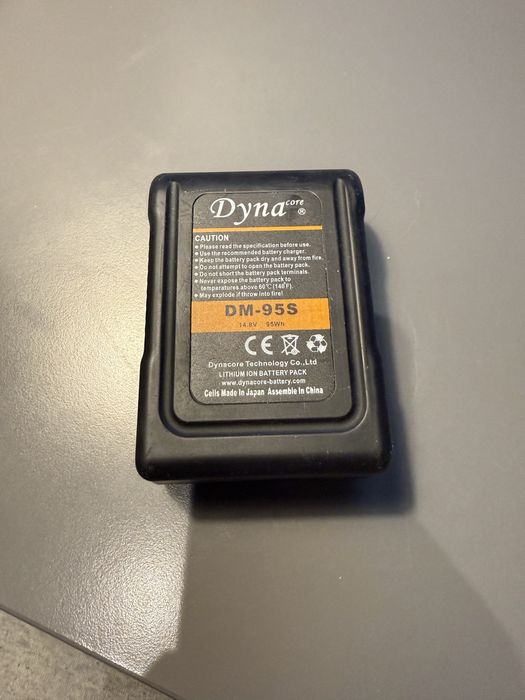 Dynacore ®
CAUTION
● Please read the specification before use.
● Use the recommended battery charger.
● Keep the battery pack dry and away from fire.
● Do not attempt to open the battery pack.
● Do not short the battery pack terminals.
● Never expose the battery pack to
temperatures above 60℃(140℉).
● May explode if throw into fire!
DM-95S
14.8V 95Wh
CE
Dynacore Technology Co.,Ltd
LITHIUM ION BATTERY PACK
www.dynacore-battery.com
Cells Made In Japan Assemble In China